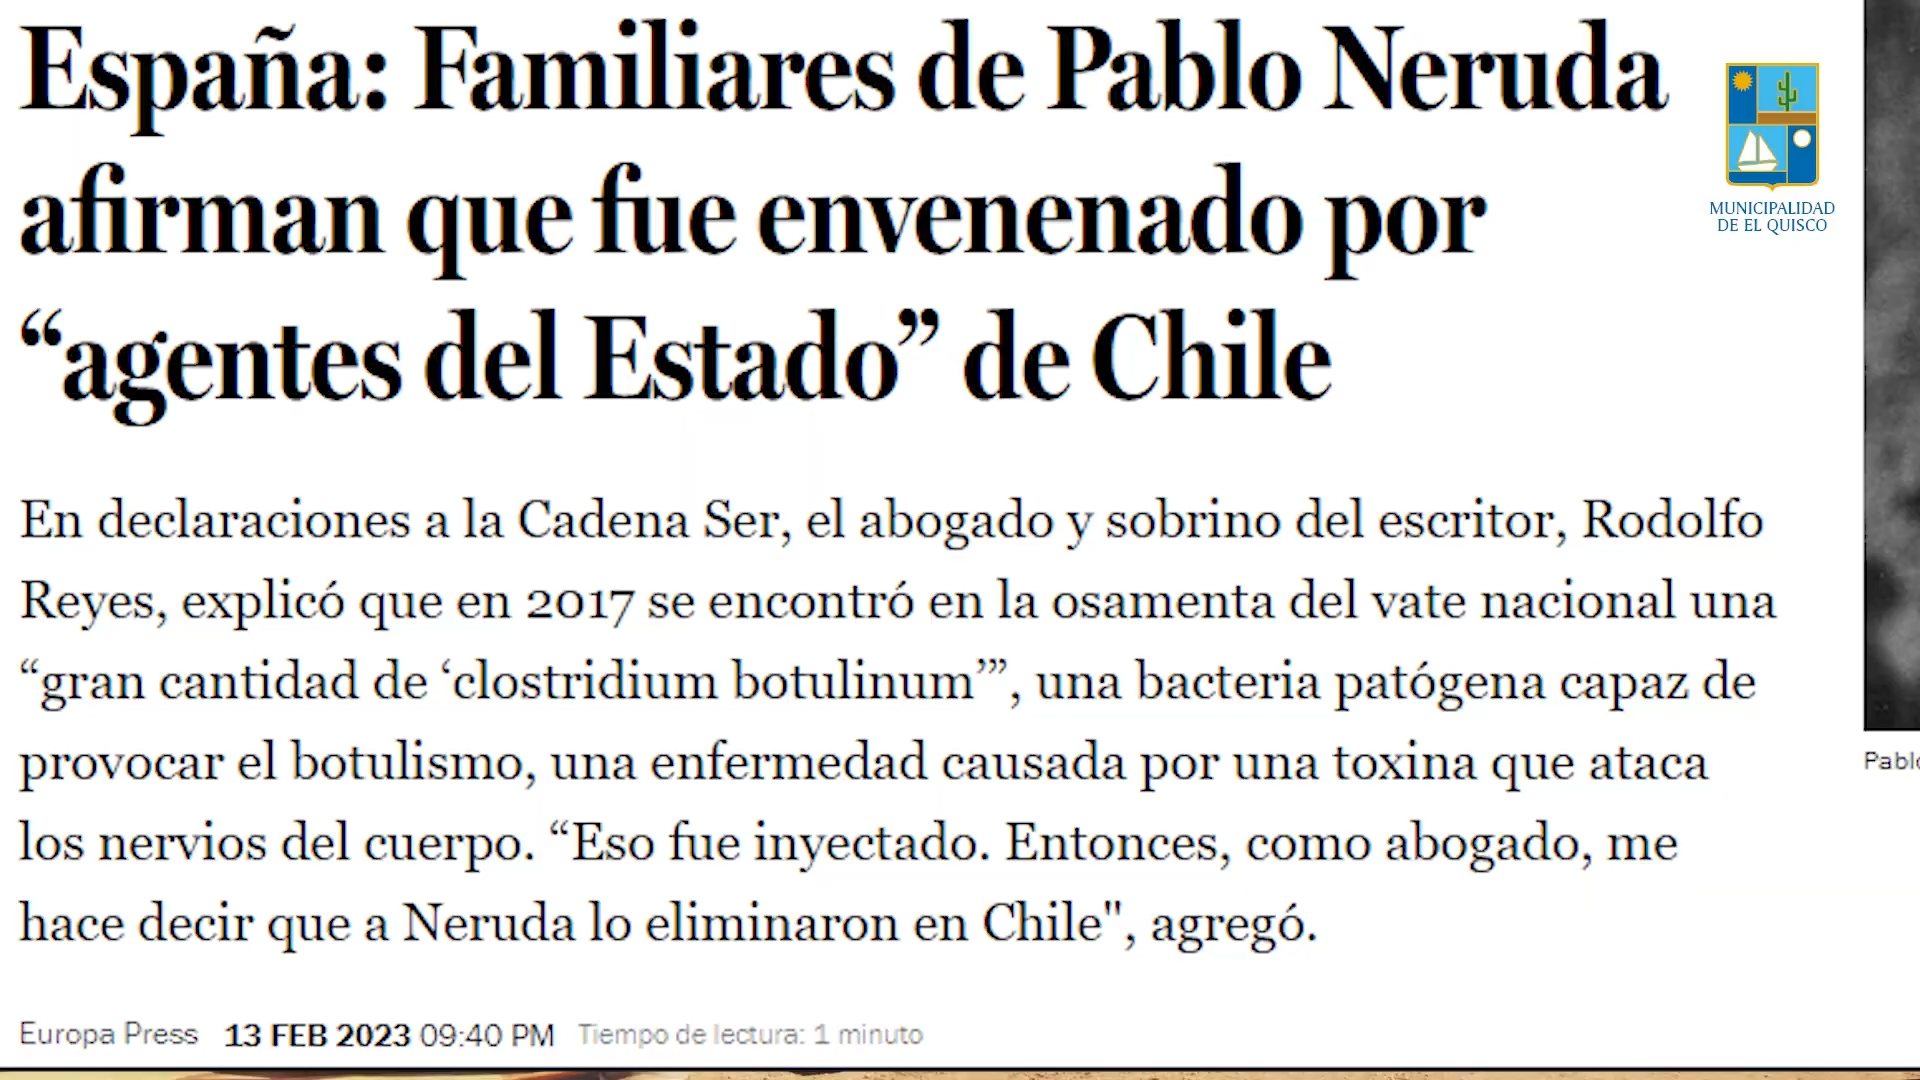 España: Familiares de Pablo Neruda
afirman que fue envenenado por
“agentes del Estado” de Chile
MUNICIPALIDAD
DE EL QUISCO
En declaraciones a la Cadena Ser, el abogado y sobrino del escritor, Rodolfo
Reyes, explicó que en 2017 se encontró en la osamenta del vate nacional una
“gran cantidad de ‘clostridium botulinum’”, una bacteria patógena capaz de
provocar el botulismo, una enfermedad causada por una toxina que ataca
los nervios del cuerpo. “Eso fue inyectado. Entonces, como abogado, me
hace decir que a Neruda lo eliminaron en Chile", agregó.
Europa Press 13 FEB 2023 09:40 PM Tiempo de lectura: 1 minuto